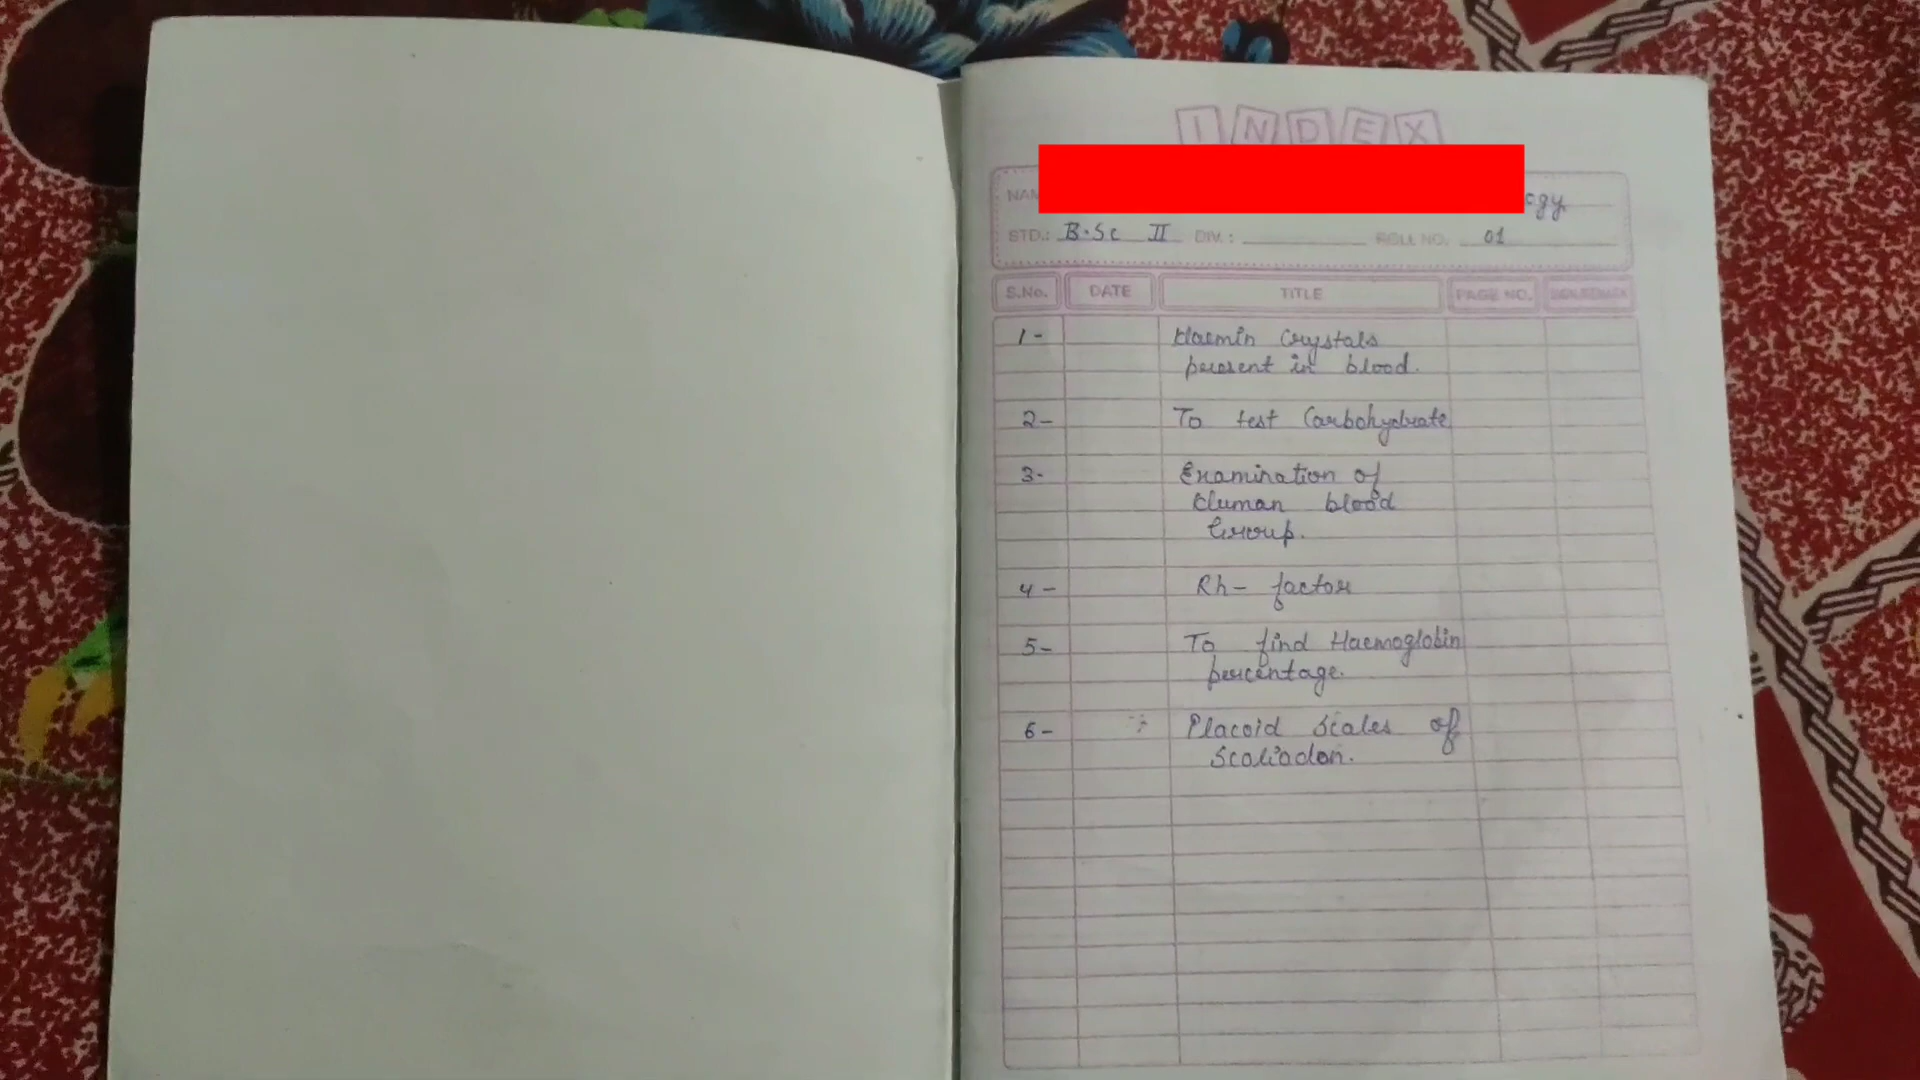 INDEX
STD.: B.Sc II DIV.: ROLL NO. 01
S.No. DATE TITLE PAGE NO.
1- Haemin Crystals
present in blood.
2- To test Carbohydrate
3- Examination of
Human blood
Group.
4- Rh- factor
5- To find Haemoglobin
percentage.
6- Placoid Scales of
Scoliodon.